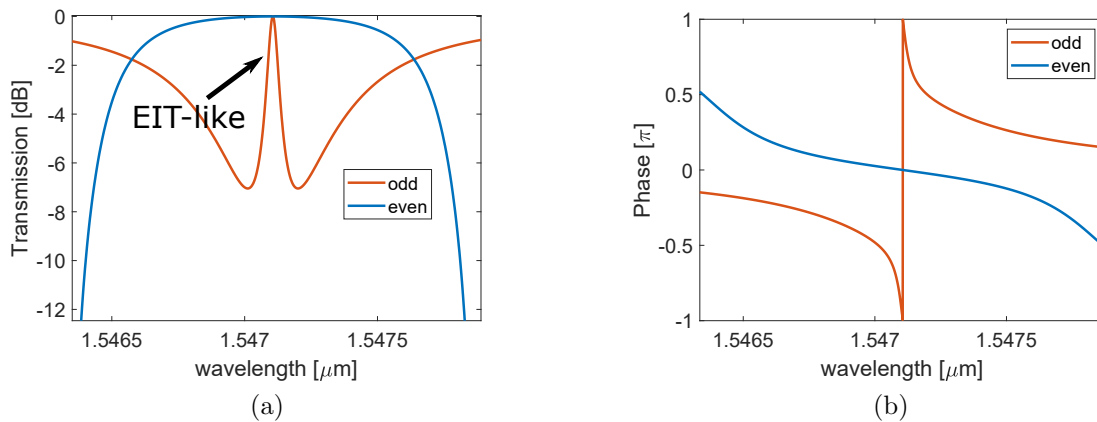 0
-2
-4
-6
-8
-10
-12
Transmission [dB]
EIT-like
odd
even
1.5465
1.547
1.5475
wavelength [μm]
(a)
1
0.5
0
-0.5
-1
Phase [π]
odd
even
1.5465
1.547
1.5475
wavelength [μm]
(b)